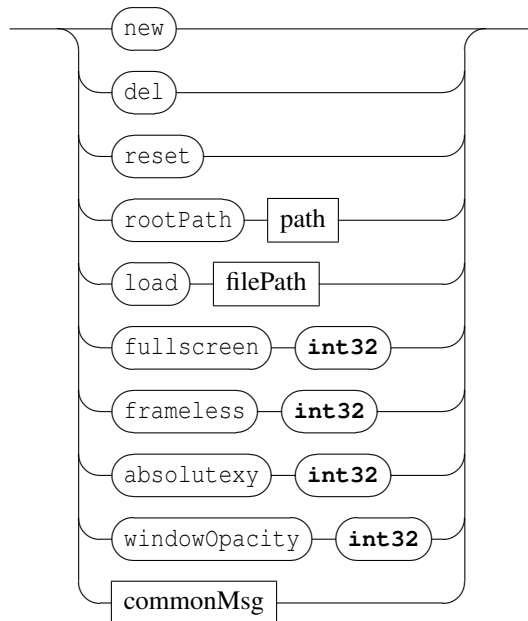 new
del
reset
rootPath path
load filePath
fullscreen int32
frameless int32
absolutexy int32
windowOpacity int32
commonMsg